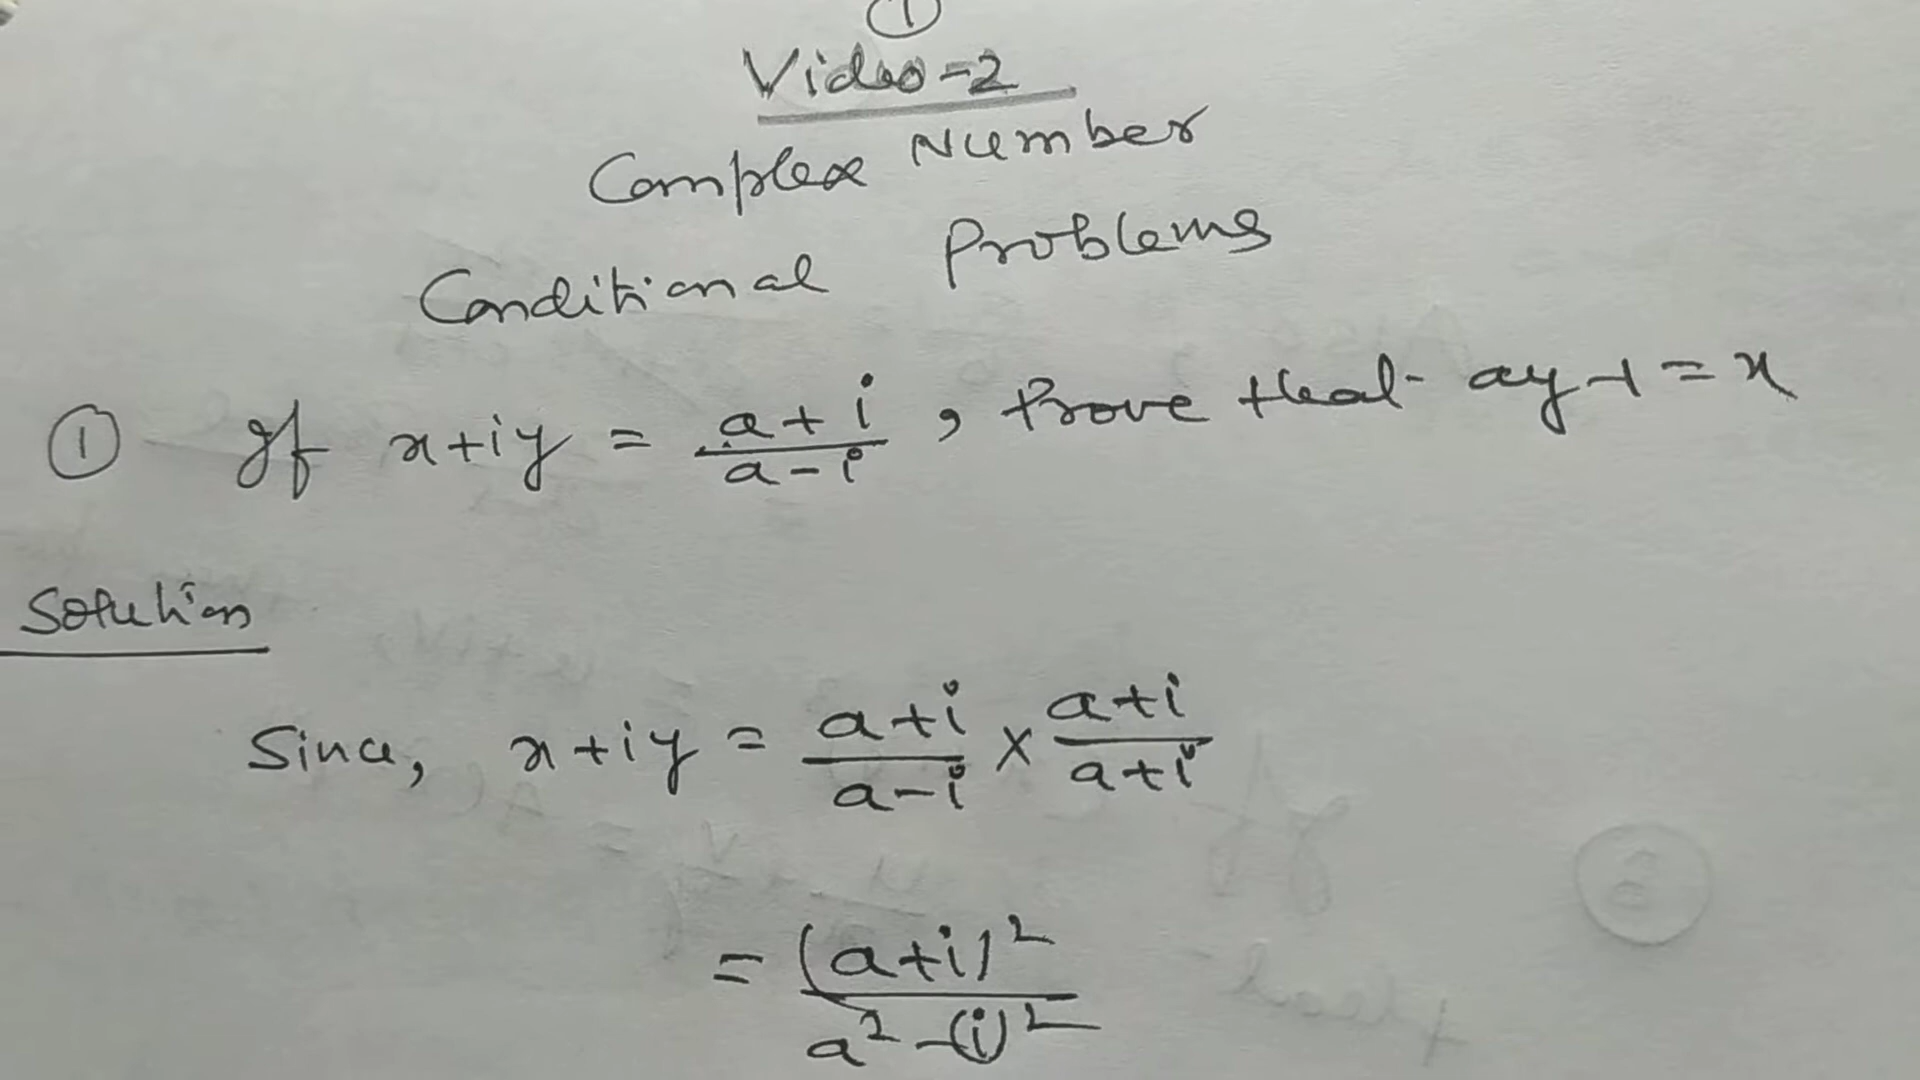 ①
Video-2
Complex Number
Conditional Problems
① If x+iy = (a+i)/(a-i), Prove that ay-1=x
Solution
Since, x+iy = (a+i)/(a-i) × (a+i)/(a+i)
= (a+i)²/(a²-(i)²)